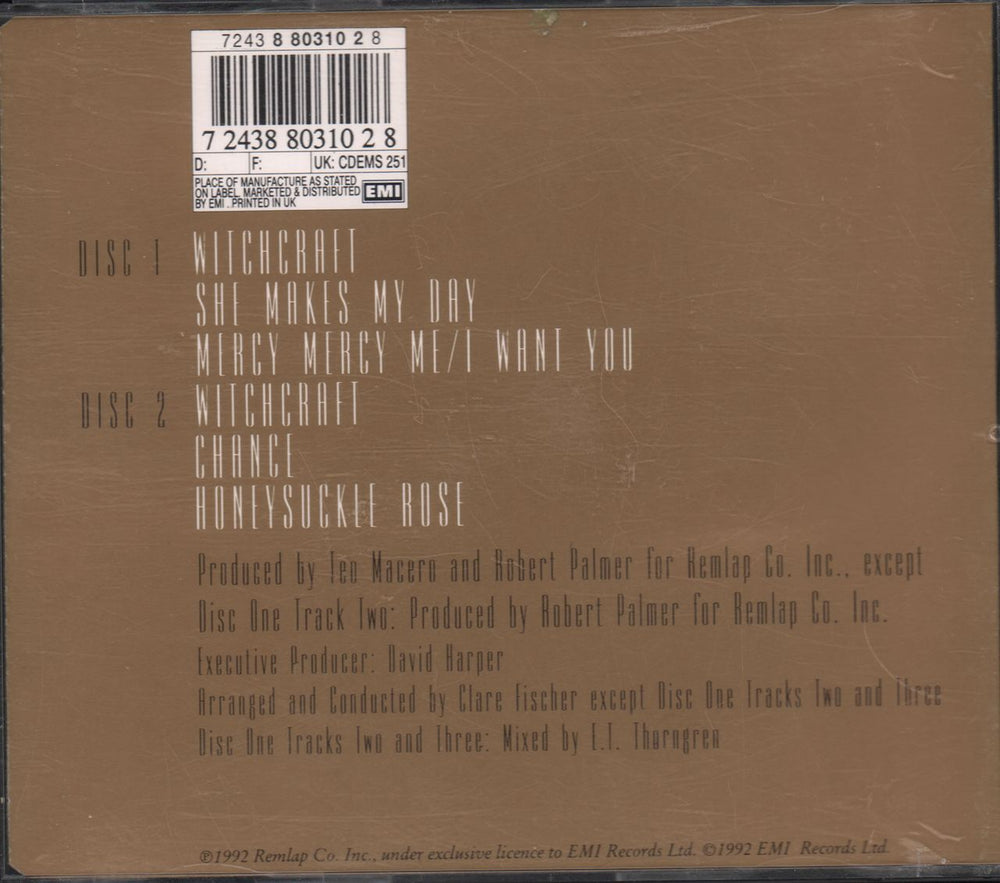 7243 8 80310 2 8
7 2438 80310 2 8
D: F: UK: CDEMS 251
PLACE OF MANUFACTURE AS STATED
ON LABEL. MARKETED & DISTRIBUTED
BY EMI . PRINTED IN UK
EMI
DISC 1 WITCHCRAFT
SHE MAKES MY DAY
MERCY MERCY ME/I WANT YOU
DISC 2 WITCHCRAFT
CHANCE
HONEYSUCKLE ROSE
Produced by Teo Macero and Robert Palmer for Remlap Co. Inc., except
Disc One Track Two: Produced by Robert Palmer for Remlap Co. Inc.
Executive Producer: David Harper
Arranged and Conducted by Clare Fischer except Disc One Tracks Two and Three
Disc One Tracks Two and Three: Mixed by E.T. Thorngren
℗1992 Remlap Co. Inc., under exclusive licence to EMI Records Ltd. ©1992 EMI Records Ltd.